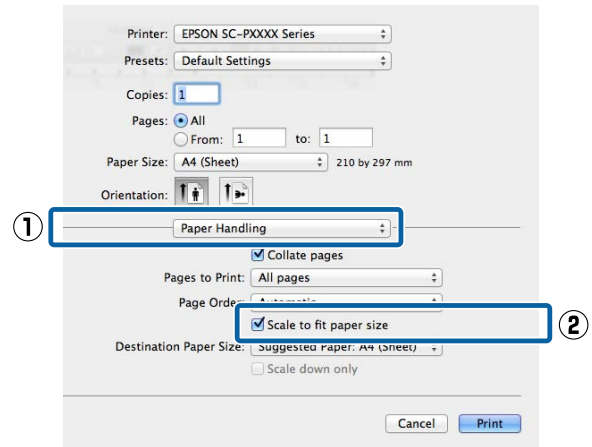 Printer: EPSON SC-PXXXX Series
Presets: Default Settings
Copies: 1
Pages: All
From: 1 to: 1
Paper Size: A4 (Sheet) 210 by 297 mm
Orientation:
① Paper Handling
Collate pages
Pages to Print: All pages
Page Order: Automatic
Scale to fit paper size ②
Destination Paper Size: Suggested Paper: A4 (Sheet)
Scale down only
Cancel Print